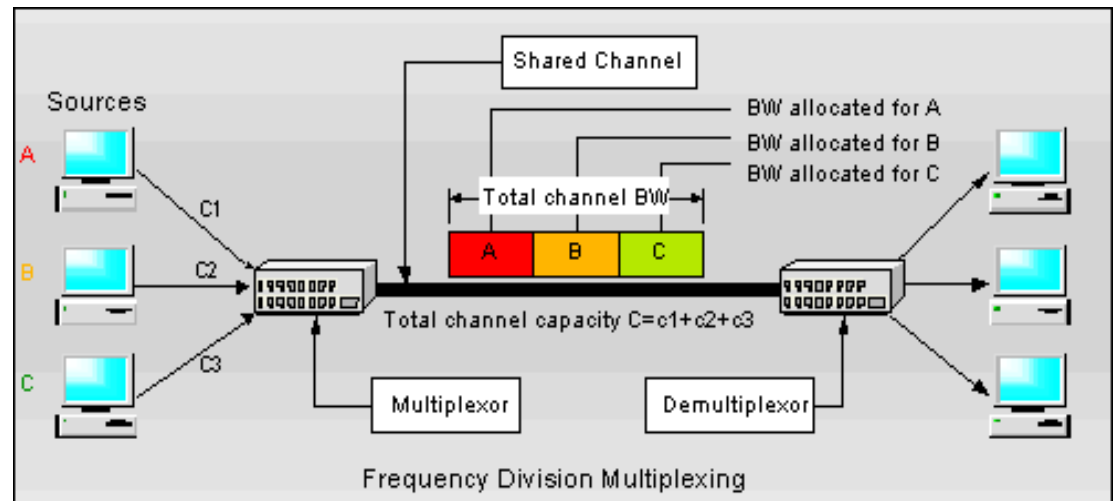 Shared Channel
Sources
BW allocated for A
BW allocated for B
BW allocated for C
A
Total channel BW
C1
A
B
C
B
C2
Total channel capacity C=c1+c2+c3
C3
C
Multiplexor
Demultiplexor
Frequency Division Multiplexing